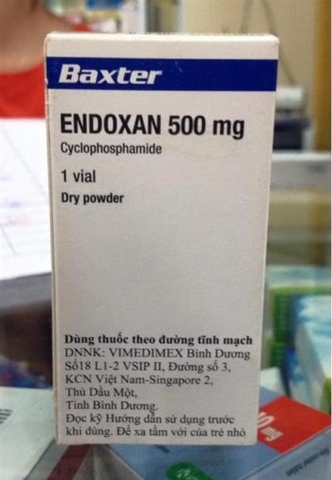 Baxter
ENDOXAN 500 mg
Cyclophosphamide
1 vial
Dry powder
Dùng thuốc theo đường tĩnh mạch
DNNK: VIMEDIMEX Bình Dương
Số18 L1-2 VSIP II, Đường số 3,
KCN Việt Nam-Singapore 2,
Thủ Dầu Một,
Tỉnh Bình Dương.
Đọc kỹ Hướng dẫn sử dụng trước
khi dùng. Để xa tầm với của trẻ nhỏ